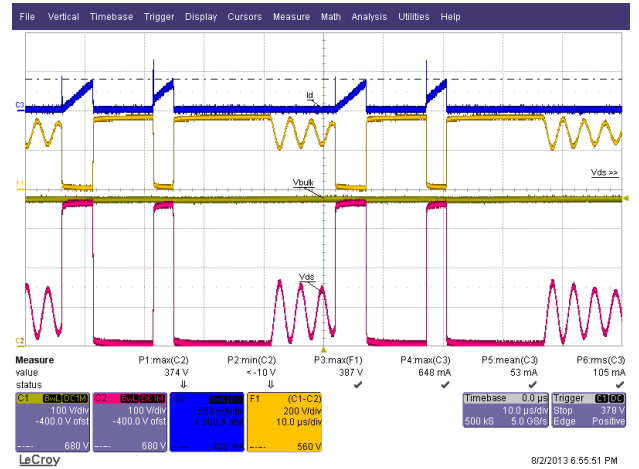 File Vertical Timebase Trigger Display Cursors Measure Math Analysis Utilities Help
C3
Id
F1
Vbulk
Vds >>
Vds
C2
Measure P1:max(C2) P2:min(C2) P3:max(F1) P4:max(C3) P5:mean(C3) P6:rms(C3)
value 374 V < -10 V 387 V 648 mA 53 mA 105 mA
status
C1 BwL DC1M C2 BwL DC1M F1 (C1-C2) Timebase 0.0 µs Trigger C1 DC
100 V/div 100 V/div 500 mA/div 200 V/div 10.0 µs/div Stop 378 V
-400.0 V ofst -400.0 V ofst 1.000 A ofst 10.0 µs/div 500 kS 5.0 GS/s Edge Positive
680 V 680 V 560 V
LeCroy 8/2/2013 6:55:51 PM